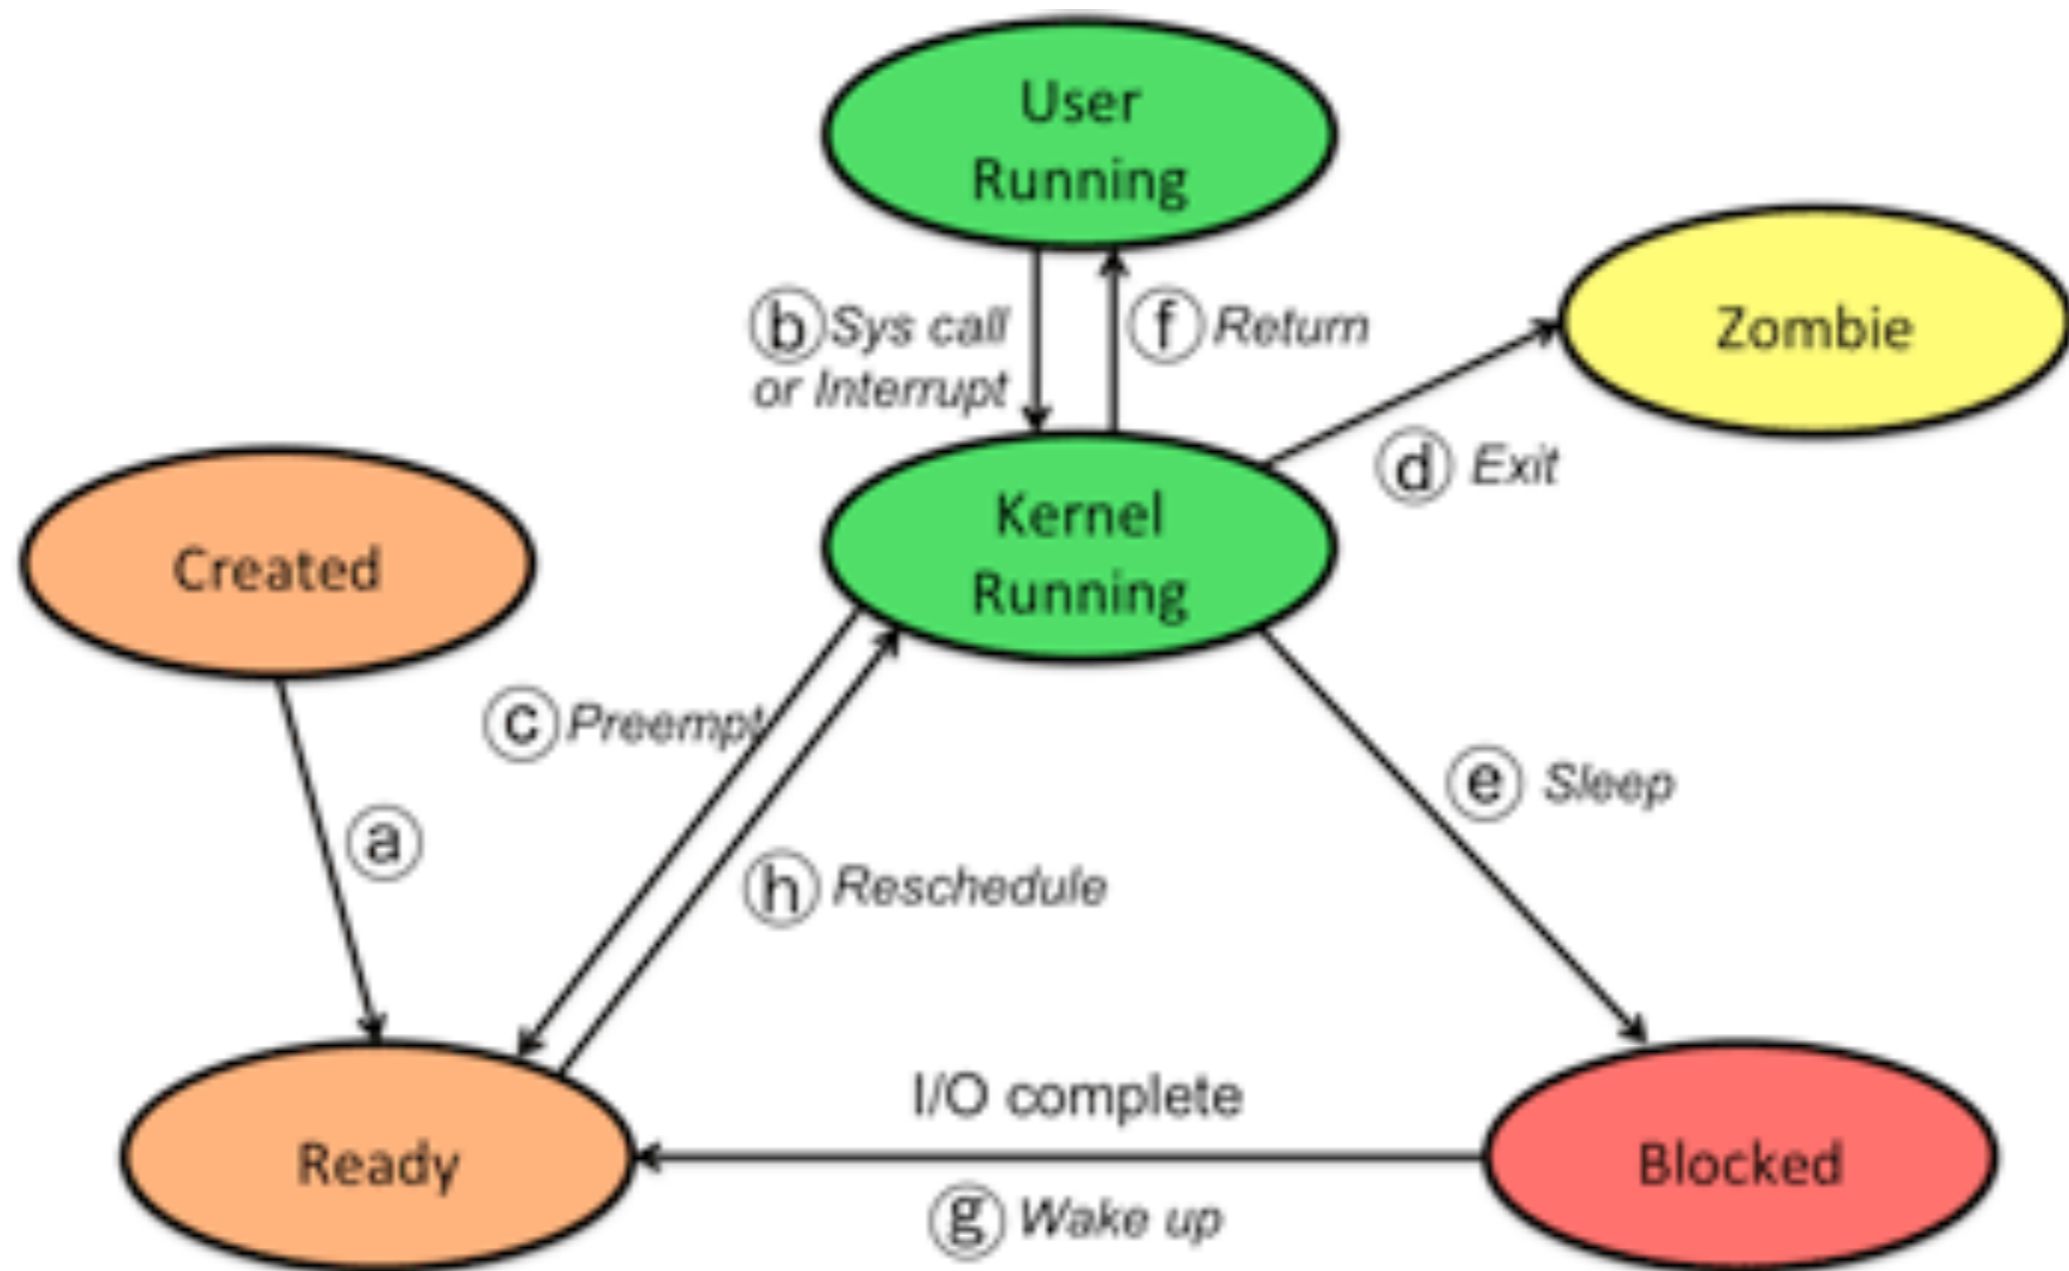 User
Running
ⓑ Sys call
or Interrupt
ⓕ Return
Zombie
ⓓ Exit
Kernel
Running
Created
ⓒ Preempt
ⓔ Sleep
ⓐ
ⓗ Reschedule
I/O complete
Ready
Blocked
ⓖ Wake up